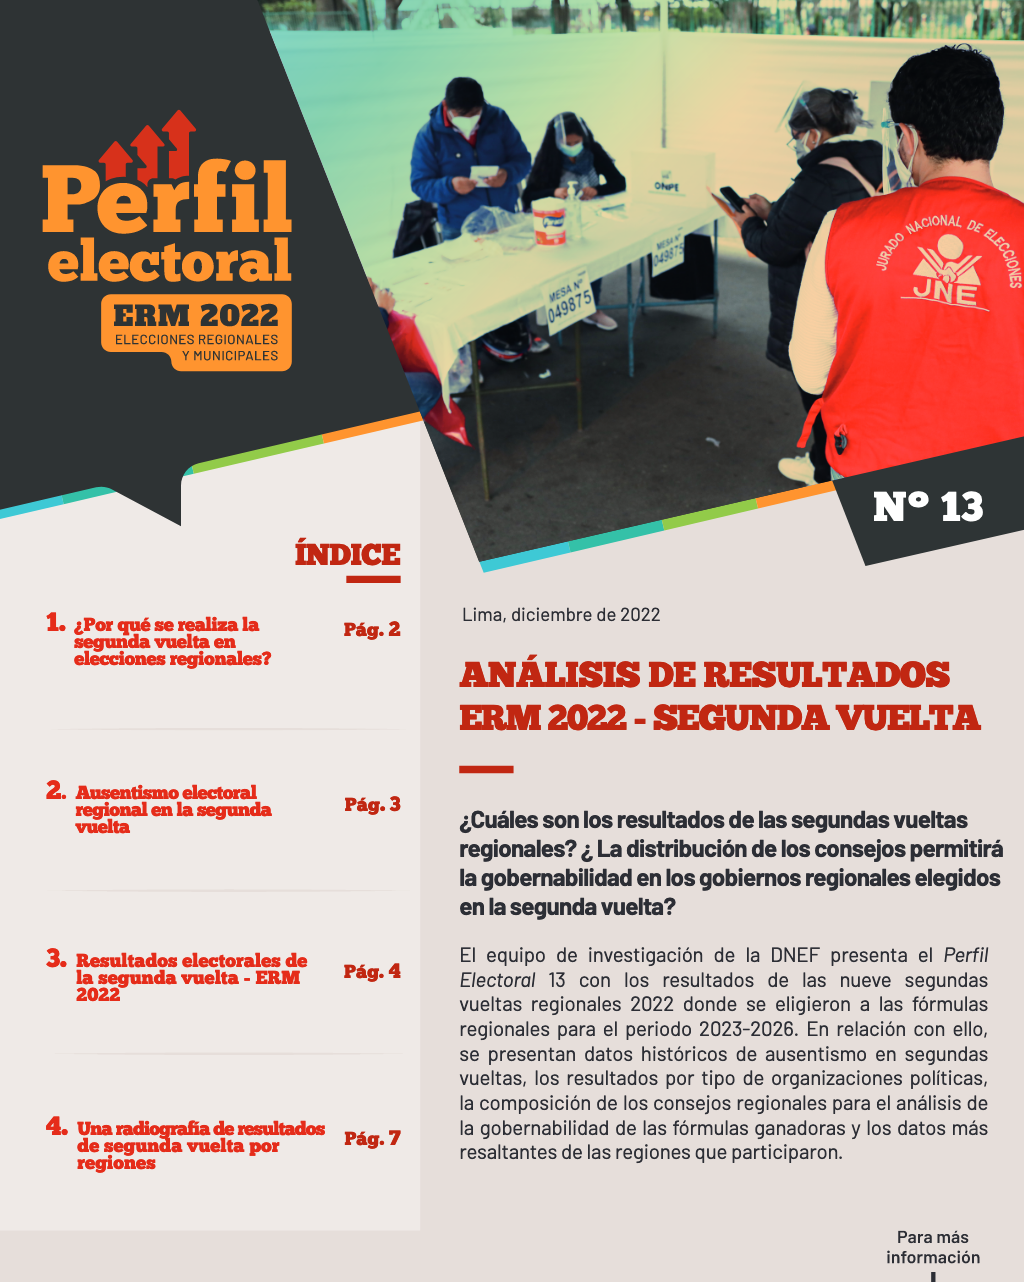 Perfil
electoral
ERM 2022
ELECCIONES REGIONALES
Y MUNICIPALES
ONPE
MESA Nº
049875
MESA Nº
049875
JURADO NACIONAL DE ELECCIONES
JNE
Nº 13
ÍNDICE
1. ¿Por qué se realiza la
segunda vuelta en
elecciones regionales?
Pág. 2
2. Ausentismo electoral
regional en la segunda
vuelta
Pág. 3
3. Resultados electorales de
la segunda vuelta - ERM
2022
Pág. 4
4. Una radiografía de resultados
de segunda vuelta por
regiones
Pág. 7
Lima, diciembre de 2022
ANÁLISIS DE RESULTADOS
ERM 2022 - SEGUNDA VUELTA
¿Cuáles son los resultados de las segundas vueltas
regionales? ¿ La distribución de los consejos permitirá
la gobernabilidad en los gobiernos regionales elegidos
en la segunda vuelta?
El equipo de investigación de la DNEF presenta el Perfil
Electoral 13 con los resultados de las nueve segundas
vueltas regionales 2022 donde se eligieron a las fórmulas
regionales para el periodo 2023-2026. En relación con ello,
se presentan datos históricos de ausentismo en segundas
vueltas, los resultados por tipo de organizaciones políticas,
la composición de los consejos regionales para el análisis de
la gobernabilidad de las fórmulas ganadoras y los datos más
resaltantes de las regiones que participaron.
Para más
información